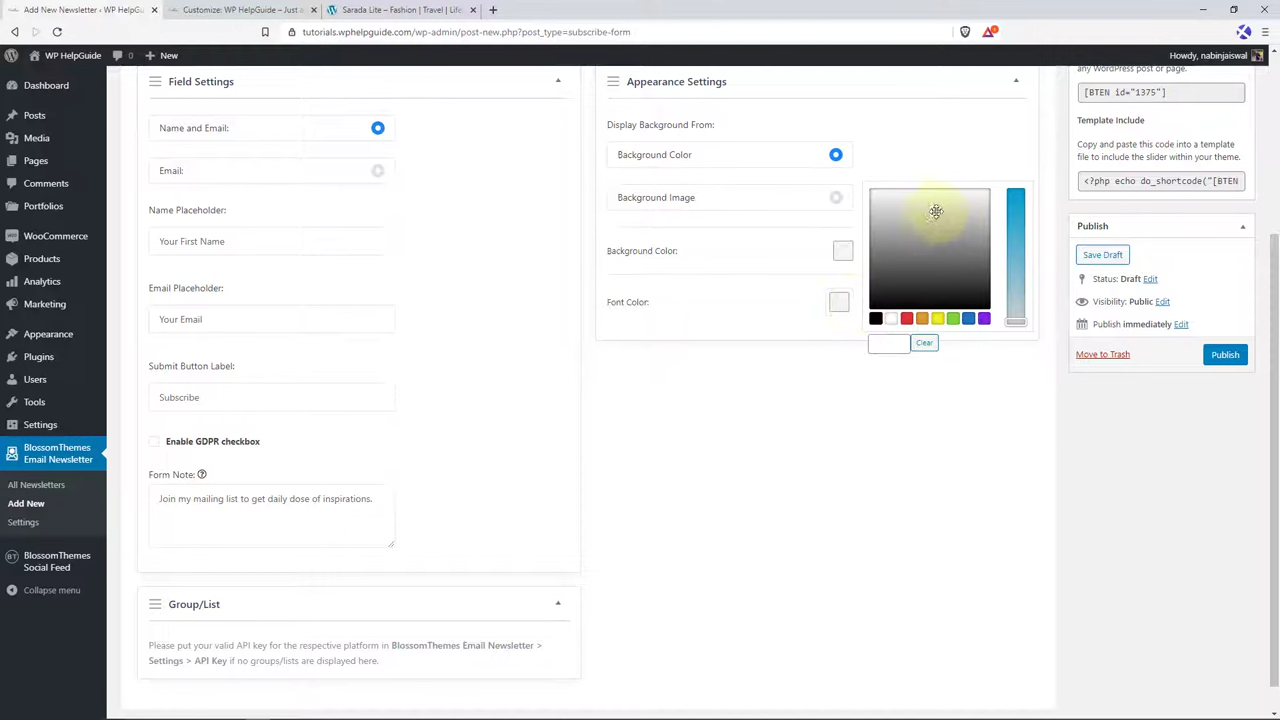 Add New Newsletter ‹ WP HelpGuid
Customize: WP HelpGuide – Just a
Sarada Lite – Fashion | Travel | Life
tutorials.wphelpguide.com/wp-admin/post-new.php?post_type=subscribe-form
WP HelpGuide
0
New
Howdy, nabinjaiswal
Dashboard
Posts
Media
Pages
Comments
Portfolios
WooCommerce
Products
Analytics
Marketing
Appearance
Plugins
Users
Tools
Settings
BlossomThemes
Email Newsletter
All Newsletters
Add New
Settings
BlossomThemes
Social Feed
Collapse menu
Field Settings
Name and Email:
Email:
Name Placeholder:
Your First Name
Email Placeholder:
Your Email
Submit Button Label:
Subscribe
Enable GDPR checkbox
Form Note:
Join my mailing list to get daily dose of inspirations.
Group/List
Please put your valid API key for the respective platform in BlossomThemes Email Newsletter >
Settings > API Key if no groups/lists are displayed here.
Appearance Settings
Display Background From:
Background Color
Background Image
Background Color:
Font Color:
Clear
any WordPress post or page.
[BTEN id="1375"]
Template Include
Copy and paste this code into a template
file to include the slider within your theme.
<?php echo do_shortcode("[BTEN
Publish
Save Draft
Status: Draft Edit
Visibility: Public Edit
Publish immediately Edit
Move to Trash
Publish